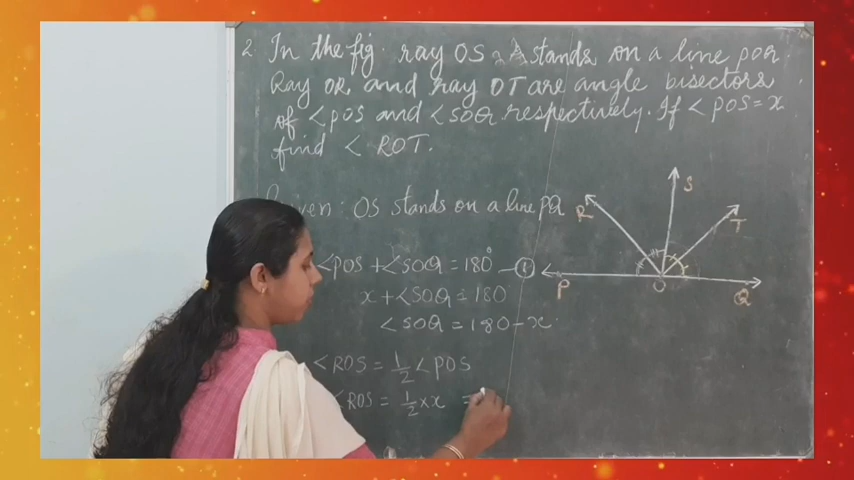 2. In the fig. ray OS stands on a line POQ.
Ray OR, and ray OT are angle bisectors
of <POS and <SOQ respectively. If <POS = x
find < ROT.
Given: OS stands on a line PQ
<POS + <SOQ = 180° — (1)
x + <SOQ = 180
<SOQ = 180 - x
<ROS = 1/2 <POS
<ROS = 1/2 × x =
R
S
T
P
O
Q